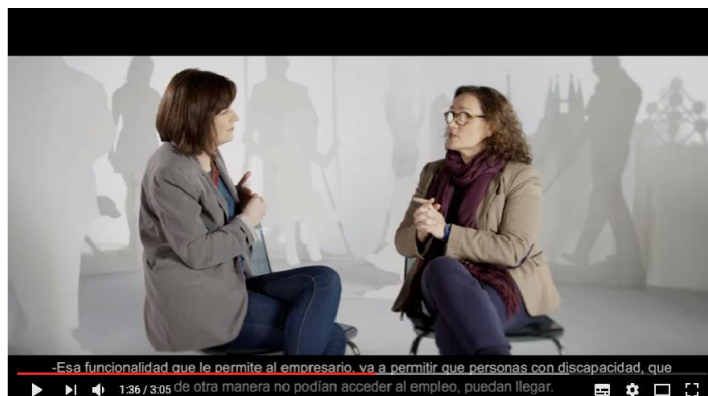 -Esa funcionalidad que le permite al empresario, va a permitir que personas con discapacidad, que
1:36 / 3:05 de otra manera no podían acceder al empleo, puedan llegar.